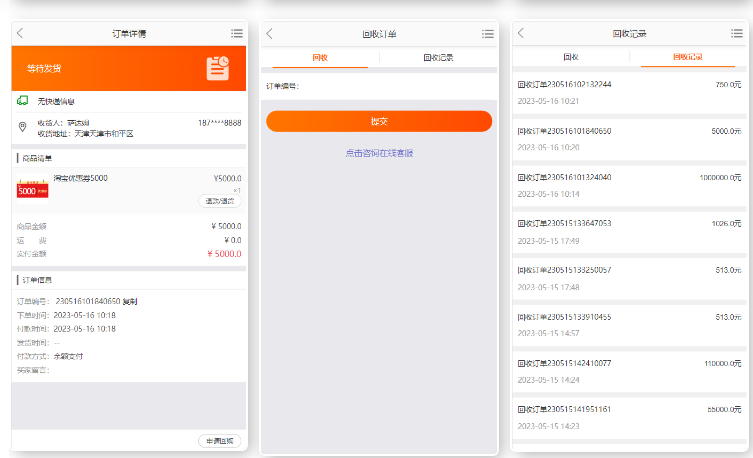 订单详情
等待发货
无快递信息
收货人：萨达姆 187****8888
收货地址：天津天津市和平区
商品清单
5000
淘宝优惠券5000 ¥5000.0
×1
退款/退货
商品金额 ¥ 5000.0
运 费 ¥ 0.0
实付金额 ¥ 5000.0
订单信息
订单编号： 230516101840650 复制
下单时间： 2023-05-16 10:18
付款时间： 2023-05-16 10:18
发货时间： --
付款方式： 余额支付
买家留言：
申请回购
回收订单
回收 回收记录
订单编号：
提交
点击咨询在线客服
回收记录
回收 回收记录
回收订单230516102132244 750.0元
2023-05-16 10:21
回收订单230516101840650 5000.0元
2023-05-16 10:20
回收订单230516101324040 1000000.0元
2023-05-16 10:14
回收订单230515133647053 1026.0元
2023-05-15 17:49
回收订单230515133250057 513.0元
2023-05-15 17:48
回收订单230515133910455 513.0元
2023-05-15 14:57
回收订单230515142410077 110000.0元
2023-05-15 14:24
回收订单230515141951161 55000.0元
2023-05-15 14:23